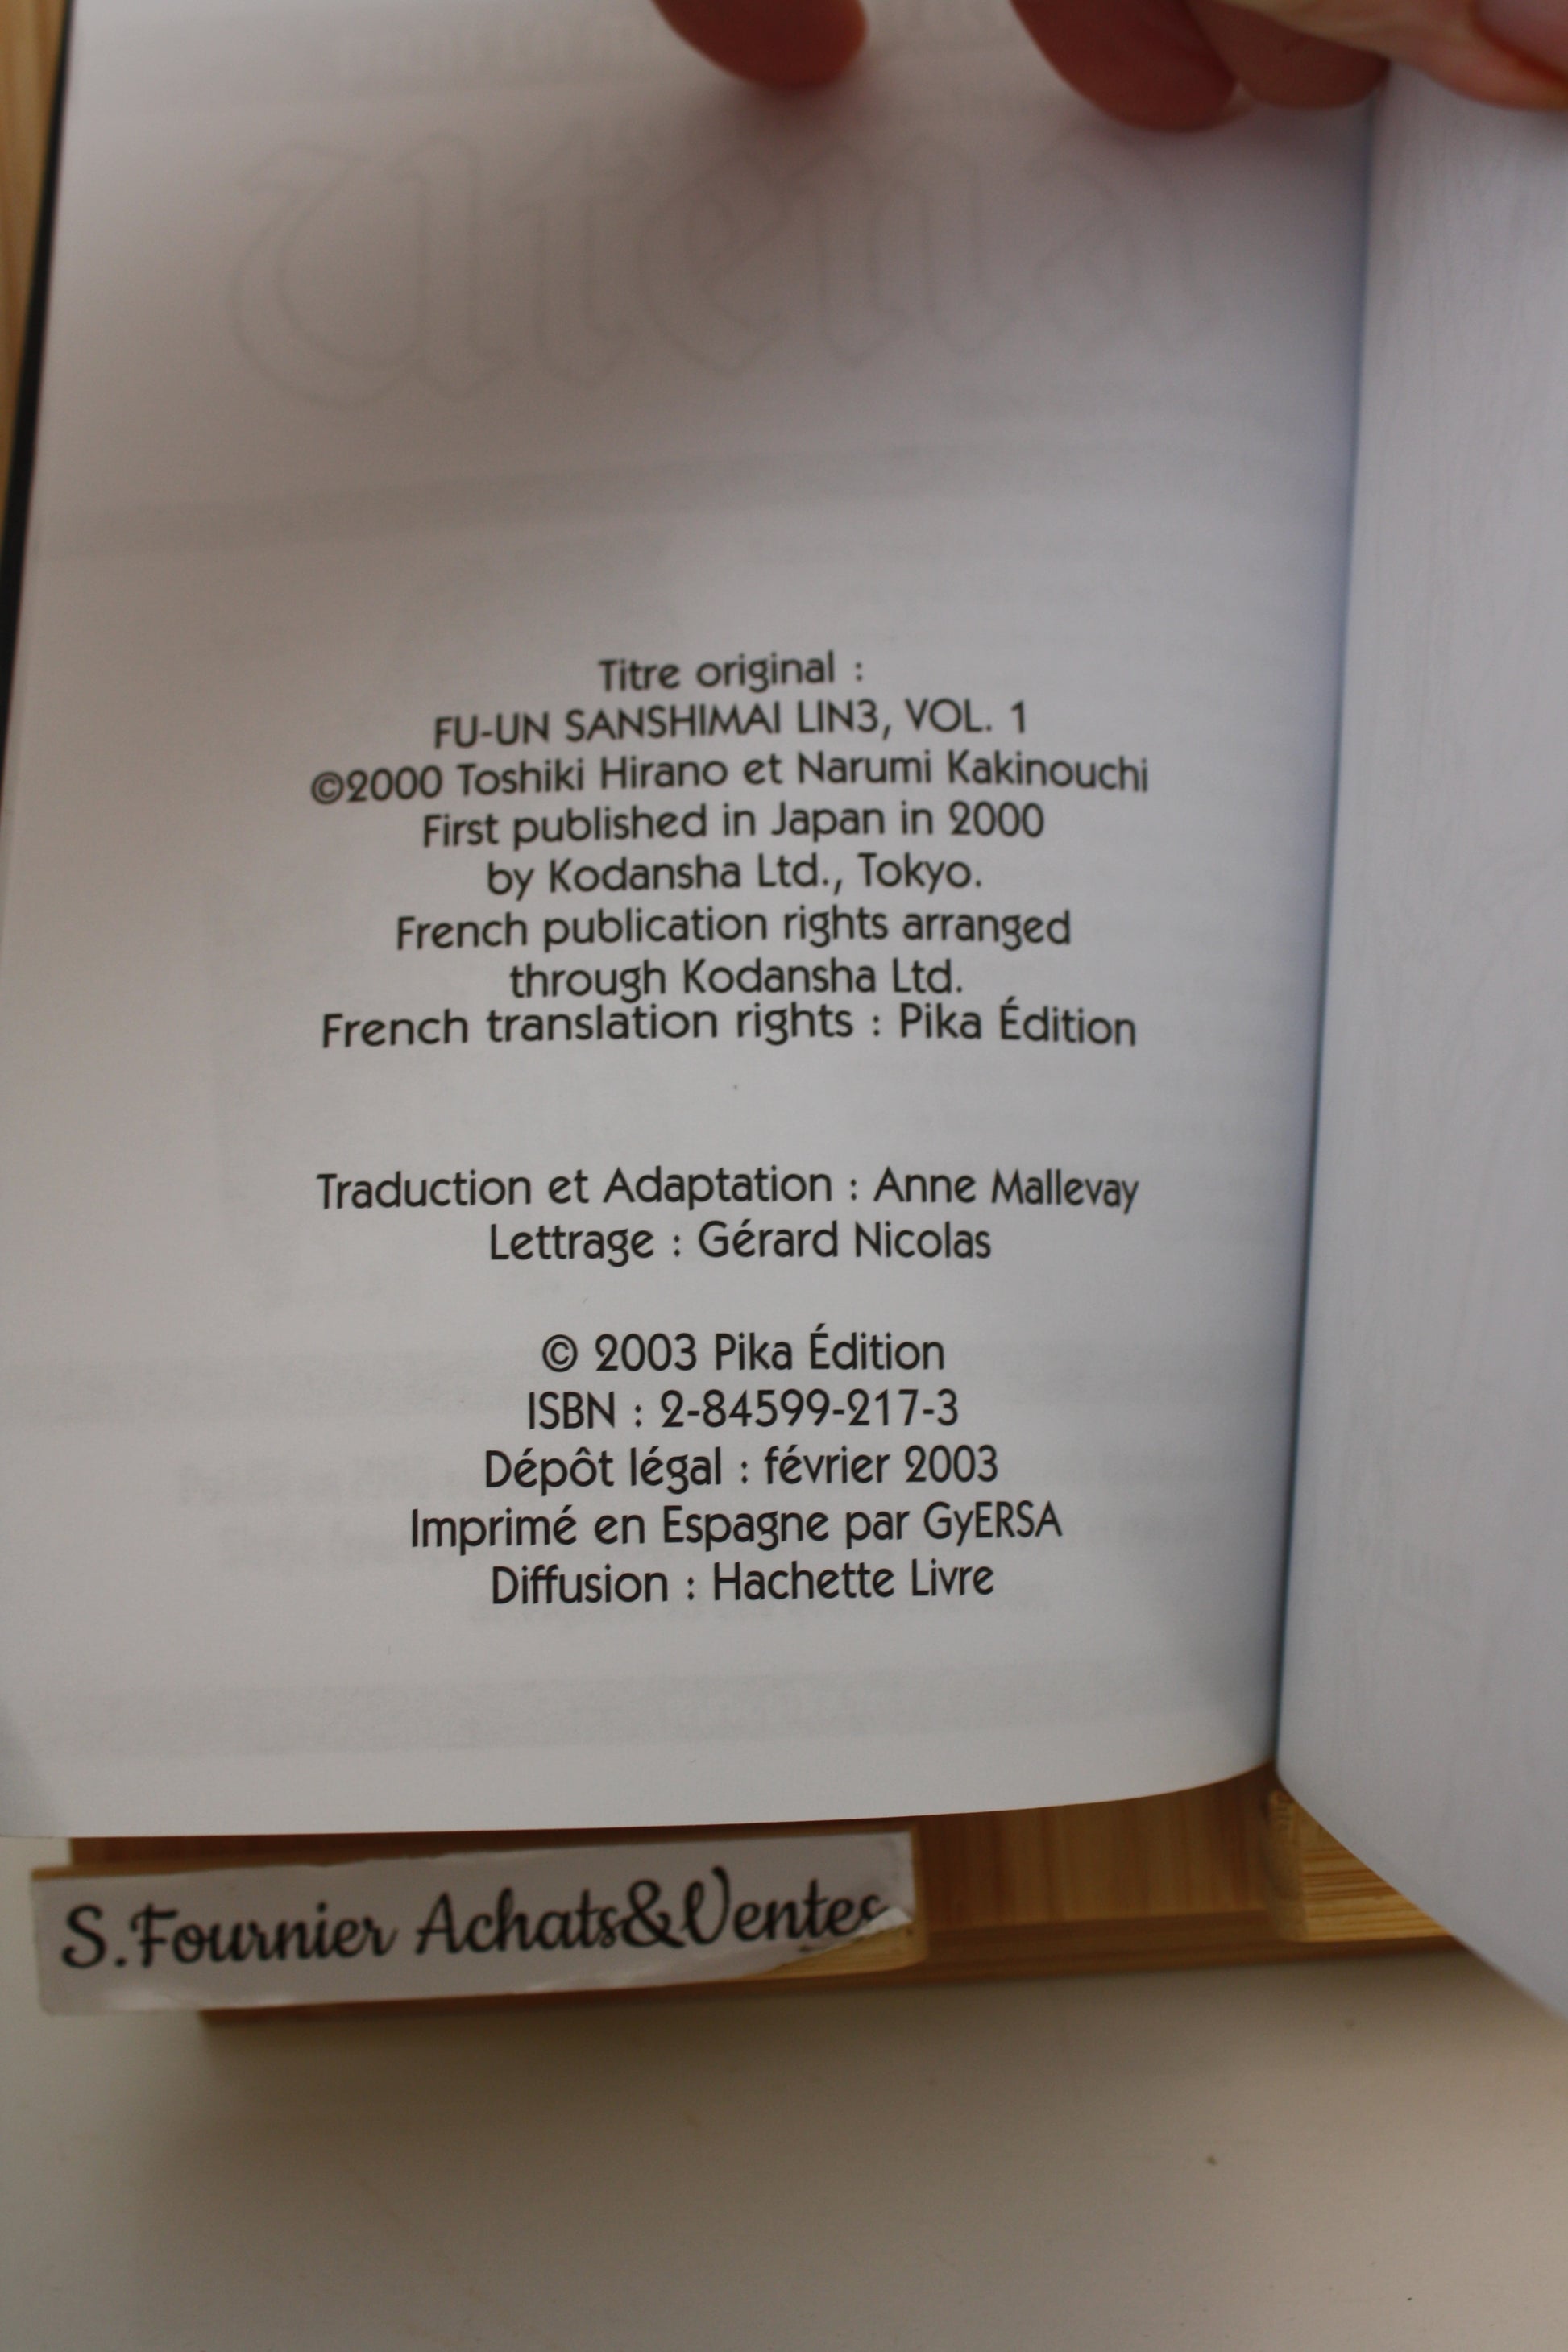 Utena
Titre original :
FU-UN SANSHIMAI LIN3, VOL. 1
©2000 Toshiki Hirano et Narumi Kakinouchi
First published in Japan in 2000
by Kodansha Ltd., Tokyo.
French publication rights arranged
through Kodansha Ltd.
French translation rights : Pika Édition
Traduction et Adaptation : Anne Mallevay
Lettrage : Gérard Nicolas
© 2003 Pika Édition
ISBN : 2-84599-217-3
Dépôt légal : février 2003
Imprimé en Espagne par GyERSA
Diffusion : Hachette Livre
S.Fournier Achats&Ventes